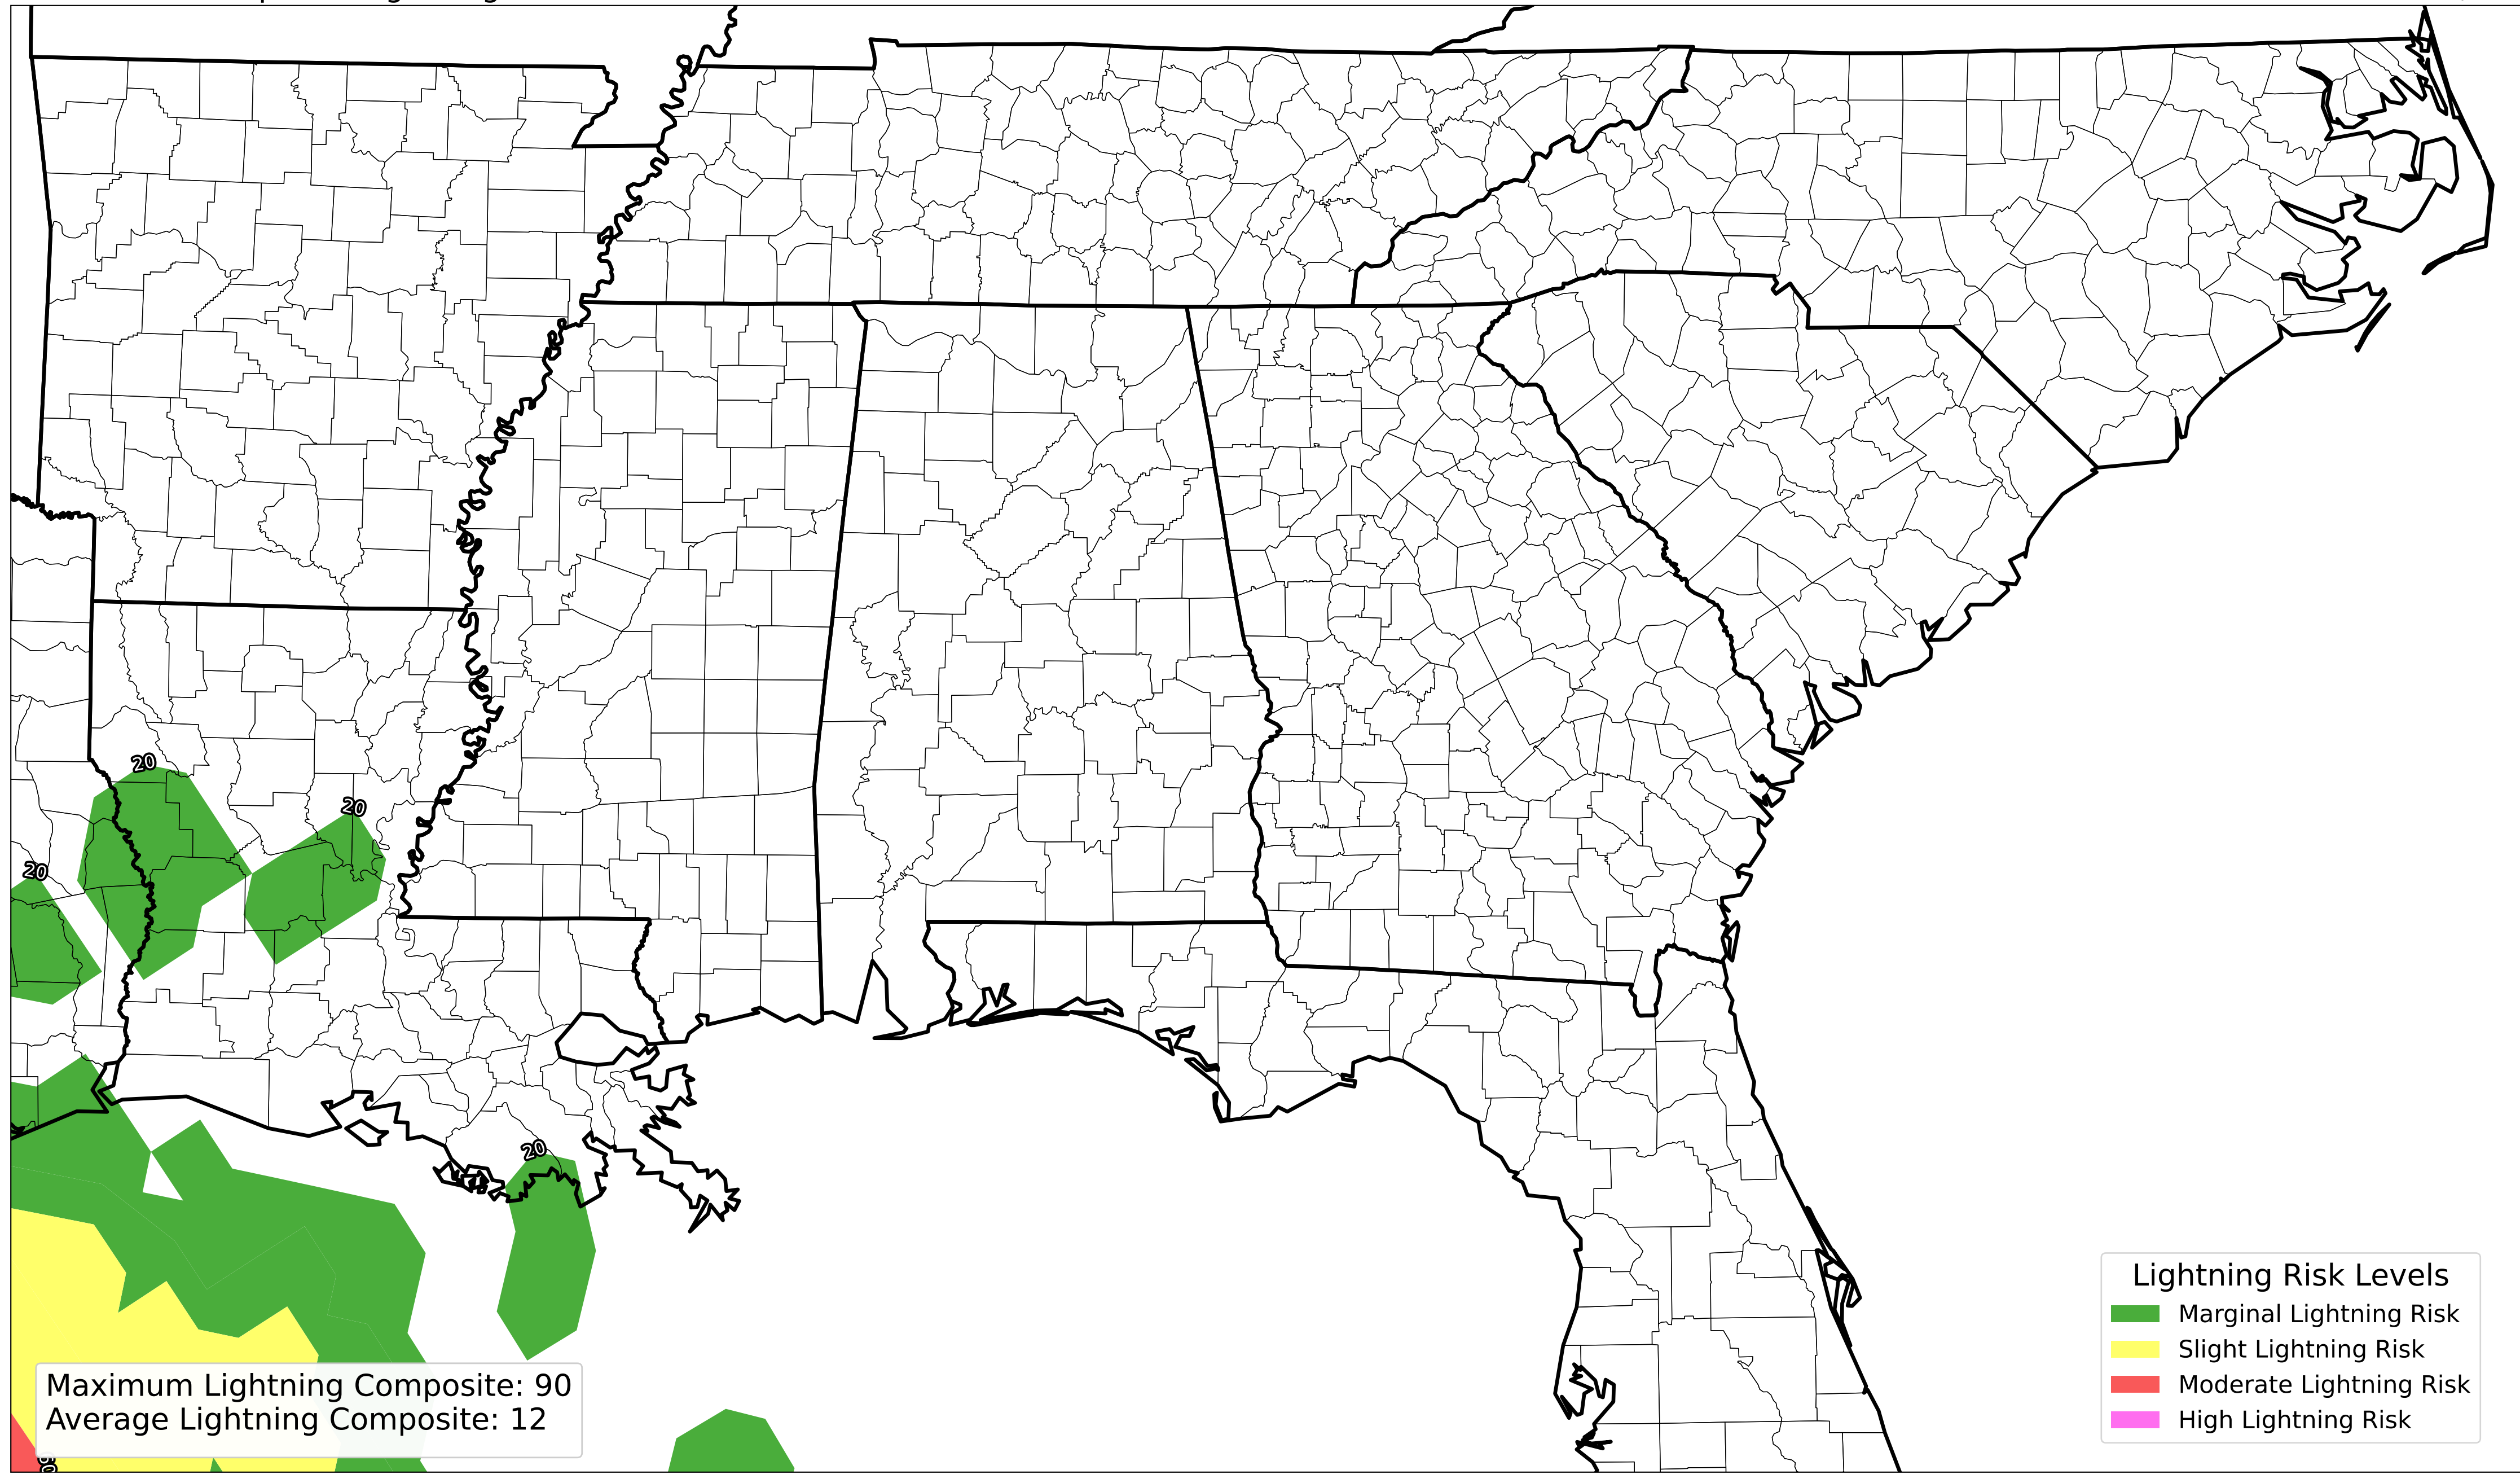 20
20
20
20
Maximum Lightning Composite: 90
Average Lightning Composite: 12
Lightning Risk Levels
Marginal Lightning Risk
Slight Lightning Risk
Moderate Lightning Risk
High Lightning Risk